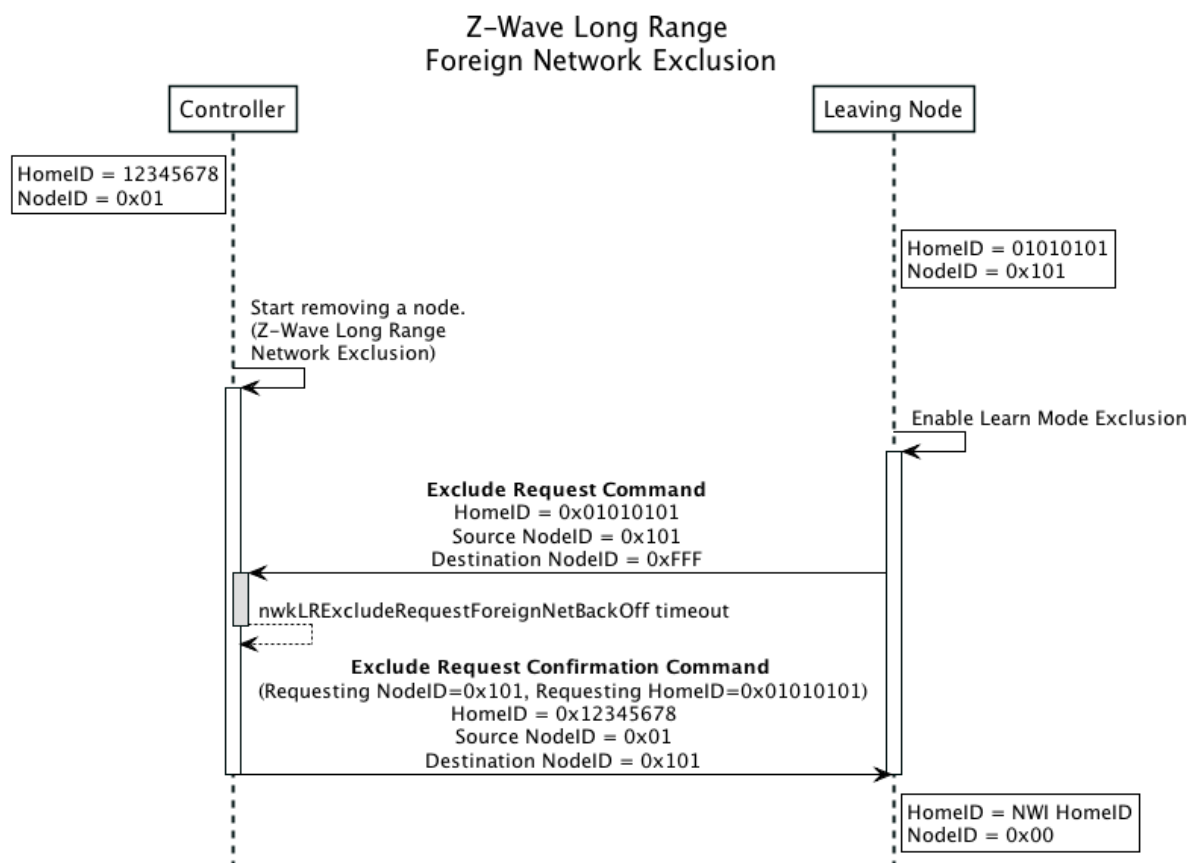 Z-Wave Long Range
Foreign Network Exclusion
Controller
Leaving Node
HomeID = 12345678
NodeID = 0x01
HomeID = 01010101
NodeID = 0x101
Start removing a node.
(Z-Wave Long Range
Network Exclusion)
Enable Learn Mode Exclusion
Exclude Request Command
HomeID = 0x01010101
Source NodeID = 0x101
Destination NodeID = 0xFFF
nwkLRExcludeRequestForeignNetBackOff timeout
Exclude Request Confirmation Command
(Requesting NodeID=0x101, Requesting HomeID=0x01010101)
HomeID = 0x12345678
Source NodeID = 0x01
Destination NodeID = 0x101
HomeID = NWI HomeID
NodeID = 0x00